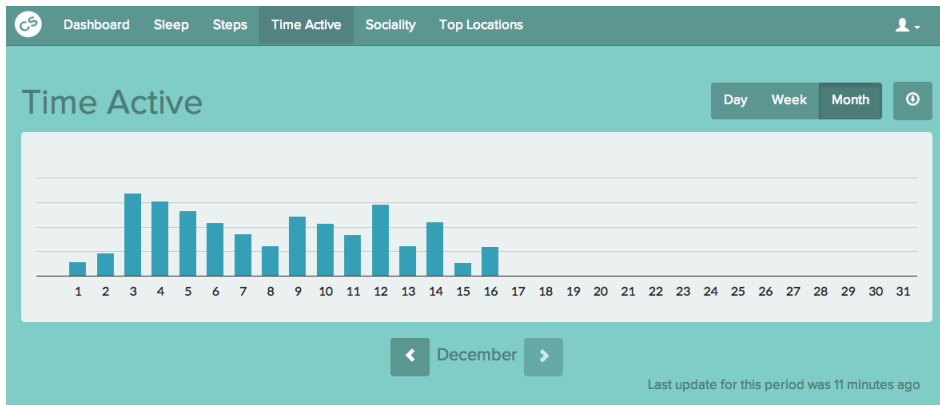 CS Dashboard Sleep Steps Time Active Sociality Top Locations
Time Active
Day Week Month
1 2 3 4 5 6 7 8 9 10 11 12 13 14 15 16 17 18 19 20 21 22 23 24 25 26 27 28 29 30 31
December
Last update for this period was 11 minutes ago